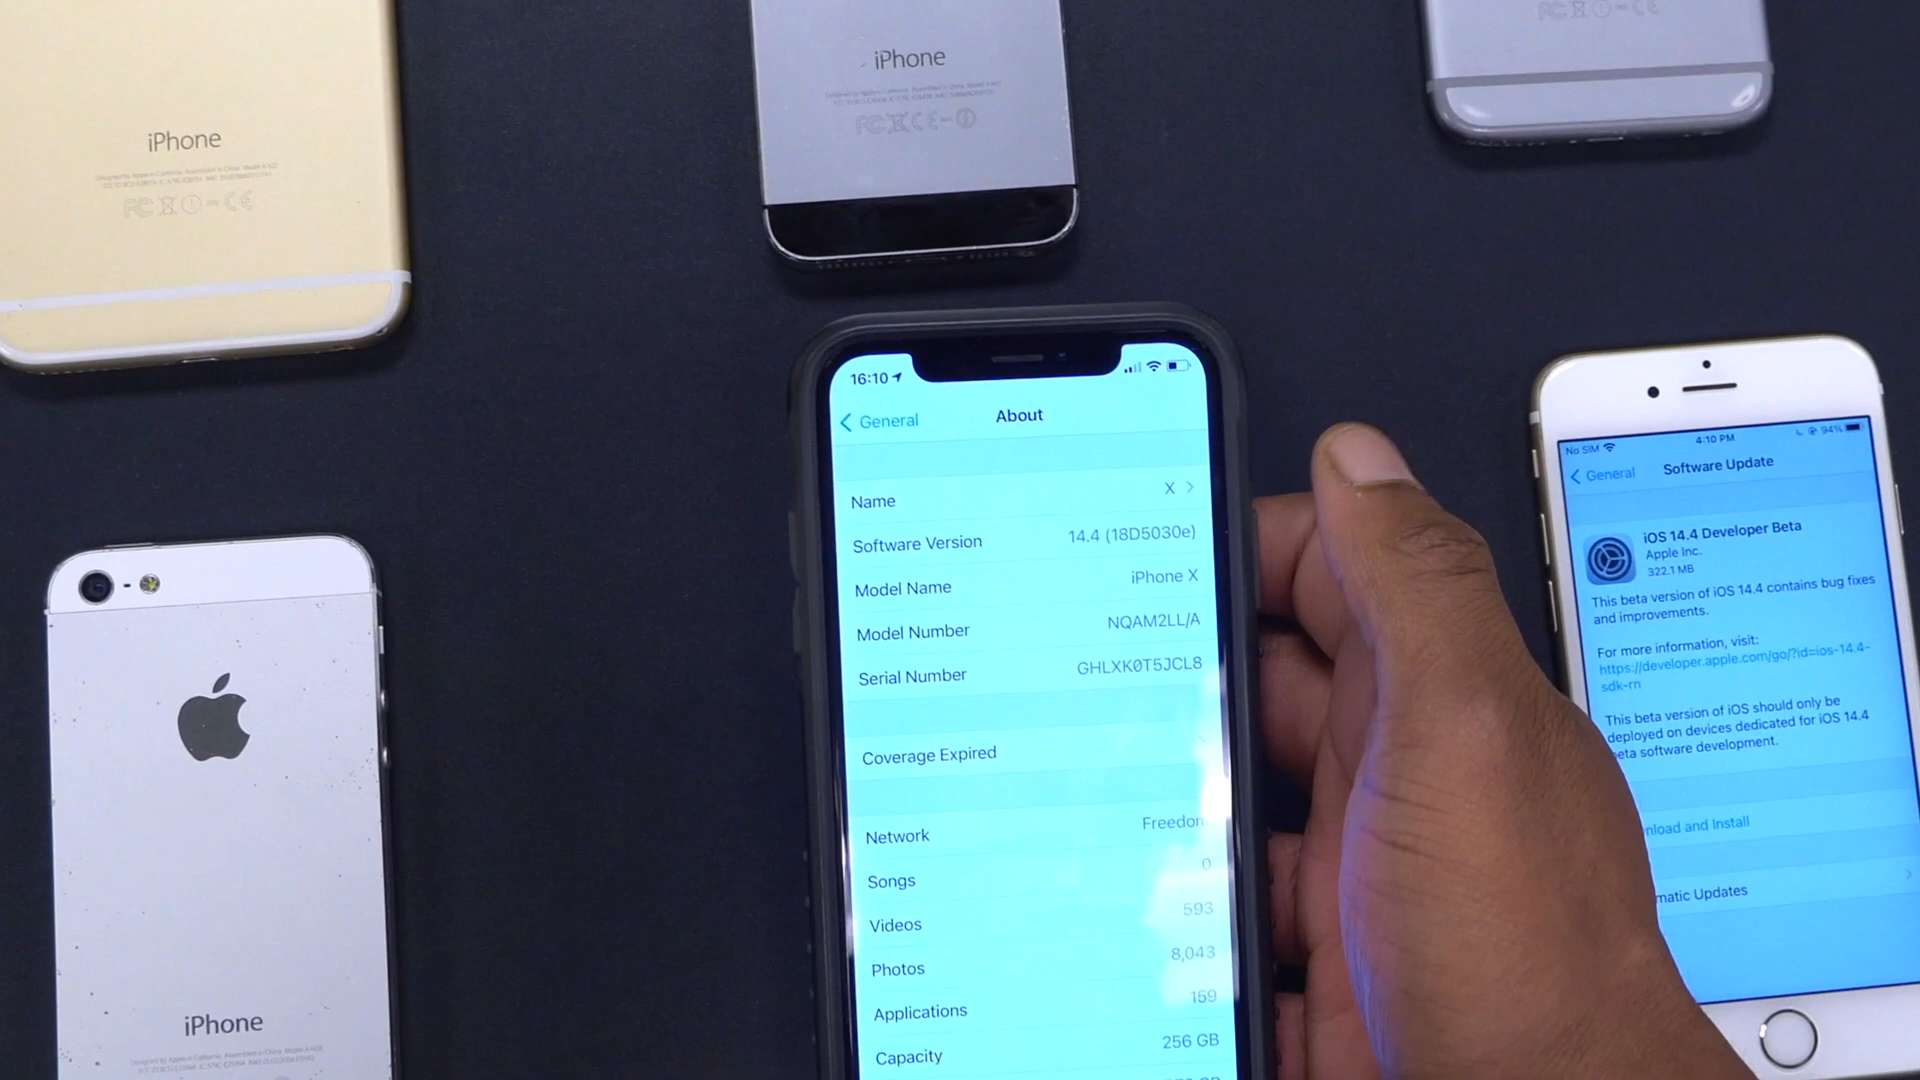 iPhone
iPhone
iPhone
16:10
General
About
Name
X
Software Version
14.4 (18D5030e)
Model Name
iPhone X
Model Number
NQAM2LL/A
Serial Number
GHLXK0T5JCL8
Coverage Expired
Network
Freedom
Songs
0
Videos
593
Photos
8,043
Applications
159
Capacity
256 GB
No SIM
4:10 PM
94%
General
Software Update
iOS 14.4 Developer Beta
Apple Inc.
322.1 MB
This beta version of iOS 14.4 contains bug fixes
and improvements.
For more information, visit:
https://developer.apple.com/go/?id=ios-14.4-
sdk-rn
This beta version of iOS should only be
deployed on devices dedicated for iOS 14.4
beta software development.
nload and Install
matic Updates